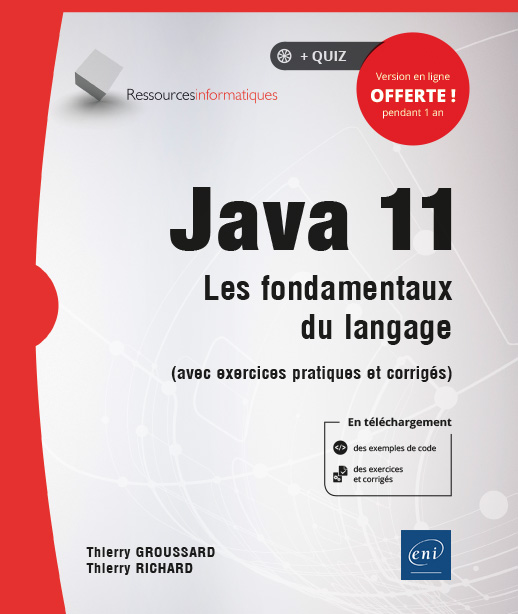 + QUIZ
Version en ligne
OFFERTE !
pendant 1 an
Ressourcesinformatiques
Java 11
Les fondamentaux
du langage
(avec exercices pratiques et corrigés)
En téléchargement
</>
des exemples de code
des exercices
et corrigés
Thierry GROUSSARD
Thierry RICHARD
eni